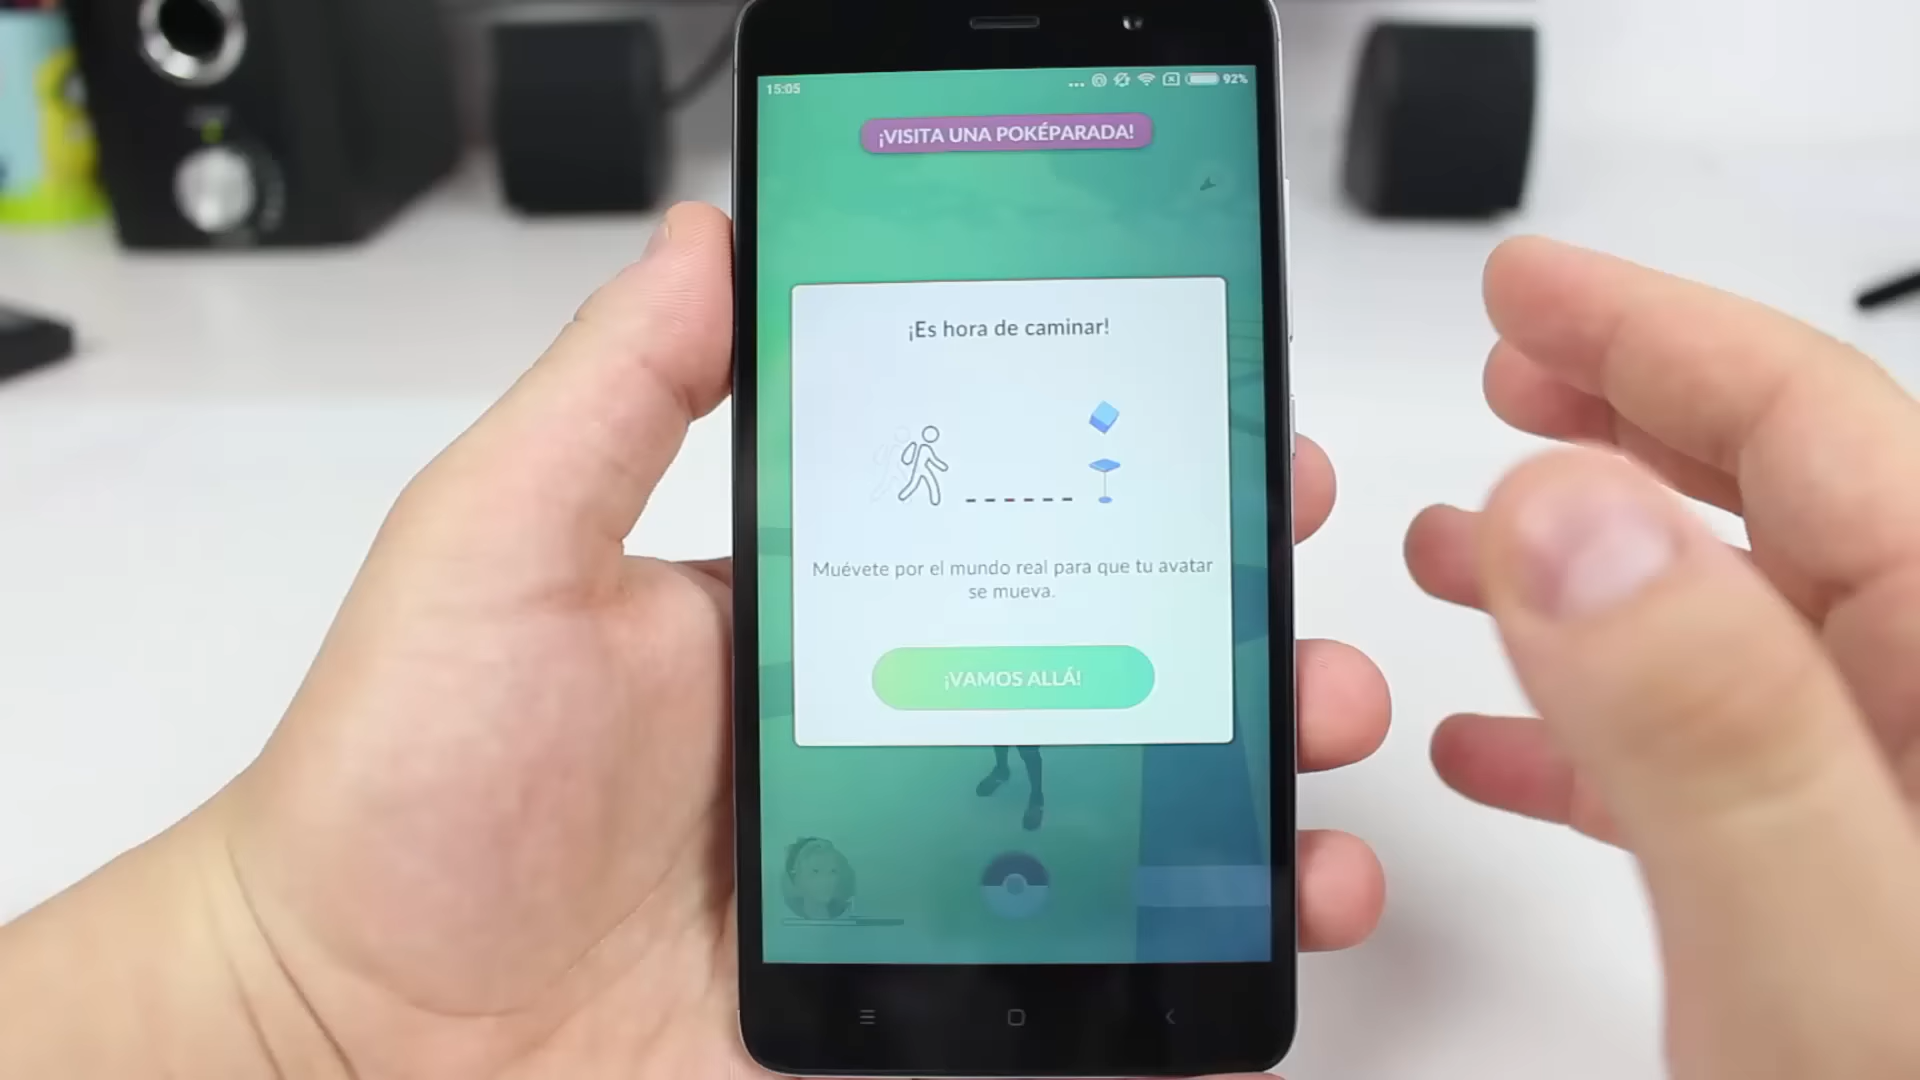 15:05
92%
¡VISITA UNA POKÉPARADA!
¡Es hora de caminar!
Muévete por el mundo real para que tu avatar
se mueva.
¡VAMOS ALLÁ!